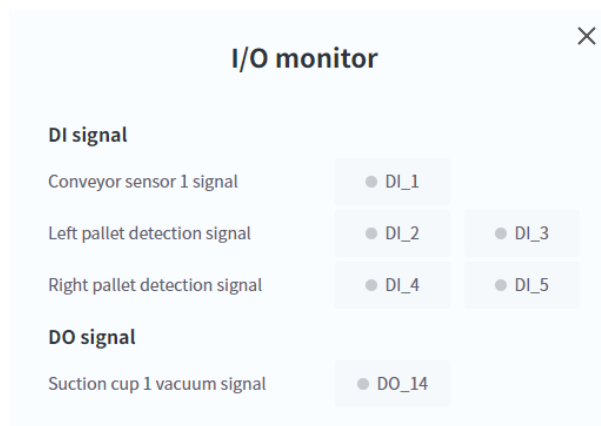 I/O monitor
DI signal
Conveyor sensor 1 signal DI_1
Left pallet detection signal DI_2 DI_3
Right pallet detection signal DI_4 DI_5
DO signal
Suction cup 1 vacuum signal DO_14